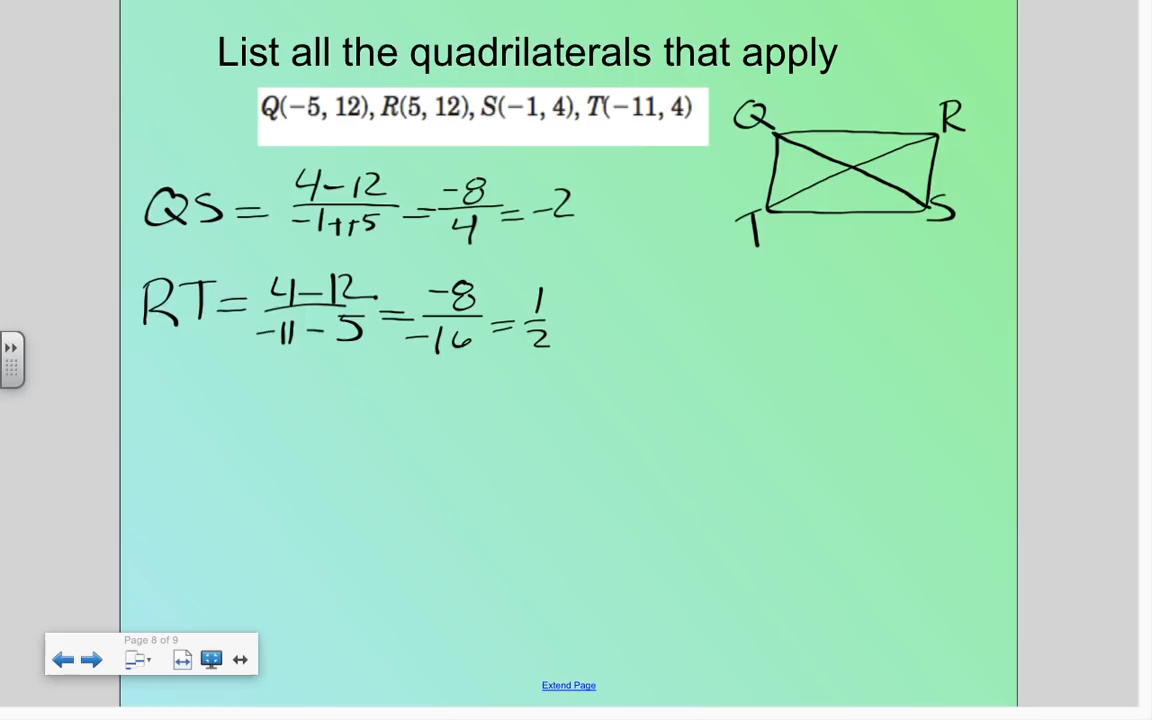 List all the quadrilaterals that apply
Q(−5, 12), R(5, 12), S(−1, 4), T(−11, 4)
Q R
T S
QS = 4-12/-1++5 = -8/4 = -2
RT = 4-12/-11-5 = -8/-16 = 1/2
Page 8 of 9
Extend Page